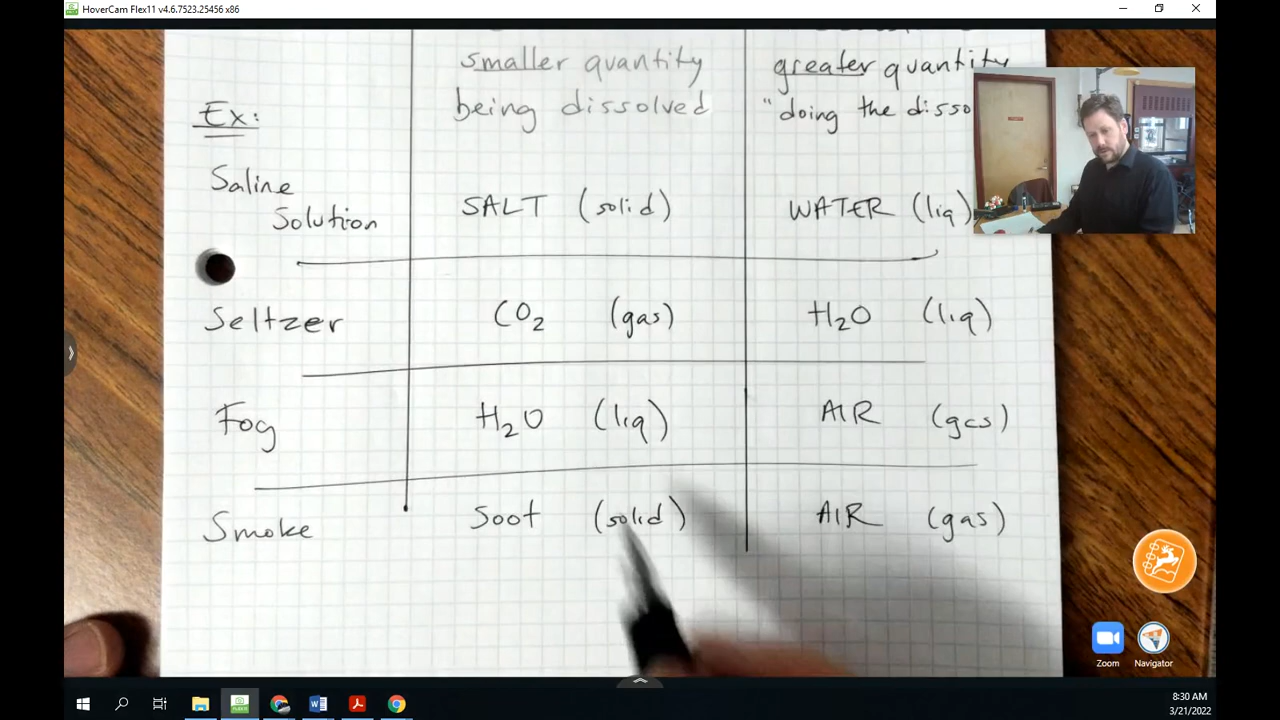 HoverCam Flex11 v4.6.7523.25456 x86
smaller quantity
greater quantity
being dissolved
"doing the disso
Ex:
Saline
Solution
SALT (solid)
WATER (liq)
Seltzer
CO2 (gas)
H2O (liq)
Fog
H2O (liq)
AIR (gas)
Smoke
Soot (solid)
AIR (gas)
Zoom
Navigator
8:30 AM
3/21/2022